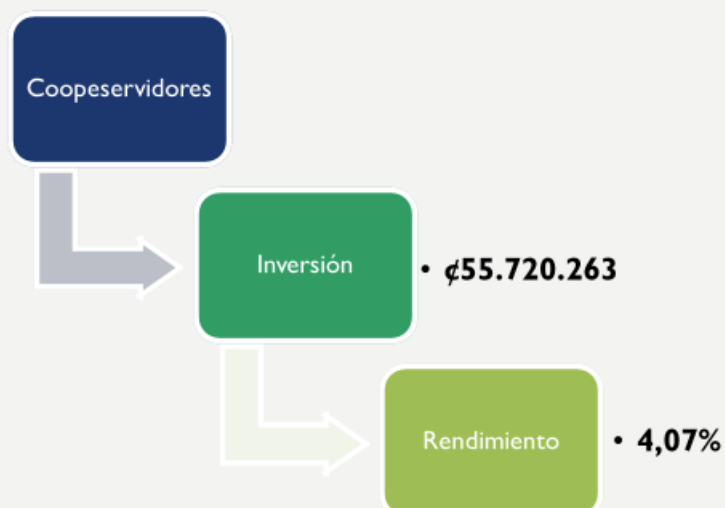 Coopeservidores
Inversión
• ¢55.720.263
Rendimiento
• 4,07%